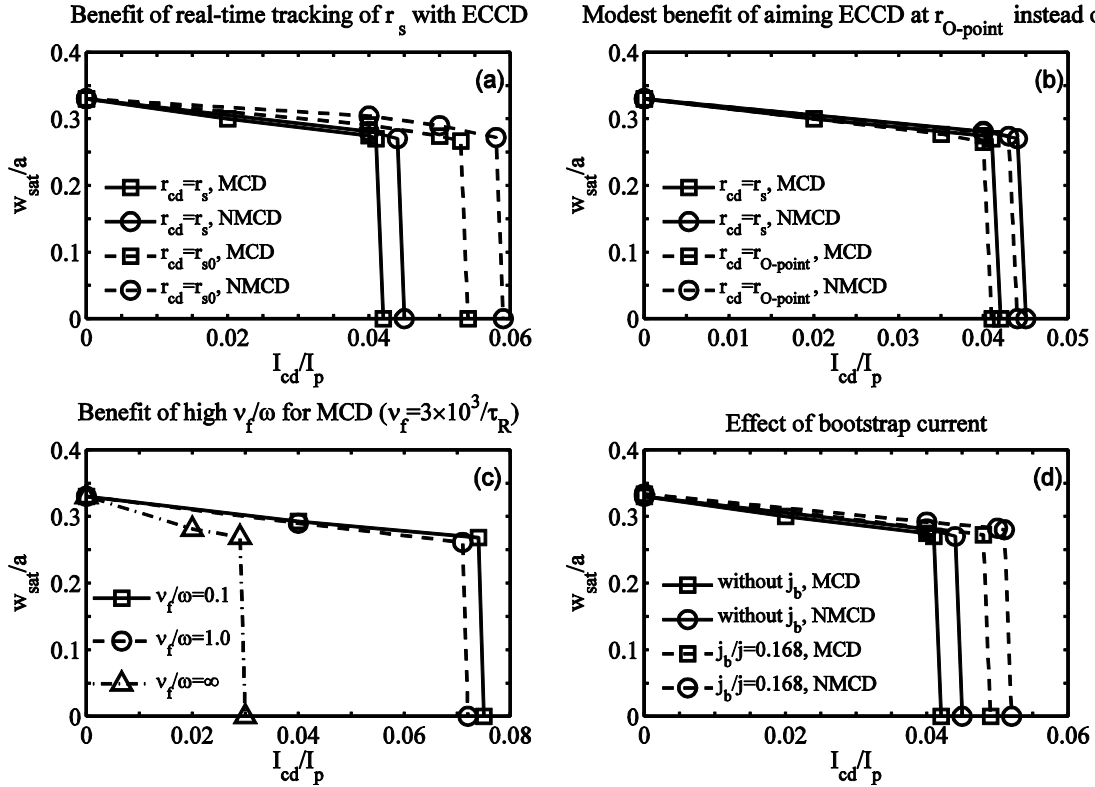 Benefit of real-time tracking of r_s with ECCD
(a)
w_sat/a
0.4
0.3
0.2
0.1
0
r_cd=r_s, MCD
r_cd=r_s, NMCD
r_cd=r_s0, MCD
r_cd=r_s0, NMCD
0 0.02 0.04 0.06
I_cd/I_p
Modest benefit of aiming ECCD at r_O-point instead o
(b)
w_sat/a
0.4
0.3
0.2
0.1
0
r_cd=r_s, MCD
r_cd=r_s, NMCD
r_cd=r_O-point, MCD
r_cd=r_O-point, NMCD
0 0.01 0.02 0.03 0.04 0.05
I_cd/I_p
Benefit of high ν_f/ω for MCD (ν_f=3×10³/τ_R)
(c)
w_sat/a
0.4
0.3
0.2
0.1
0
ν_f/ω=0.1
ν_f/ω=1.0
ν_f/ω=∞
0 0.02 0.04 0.06 0.08
I_cd/I_p
Effect of bootstrap current
(d)
w_sat/a
0.4
0.3
0.2
0.1
0
without j_b, MCD
without j_b, NMCD
j_b/j=0.168, MCD
j_b/j=0.168, NMCD
0 0.02 0.04 0.06
I_cd/I_p